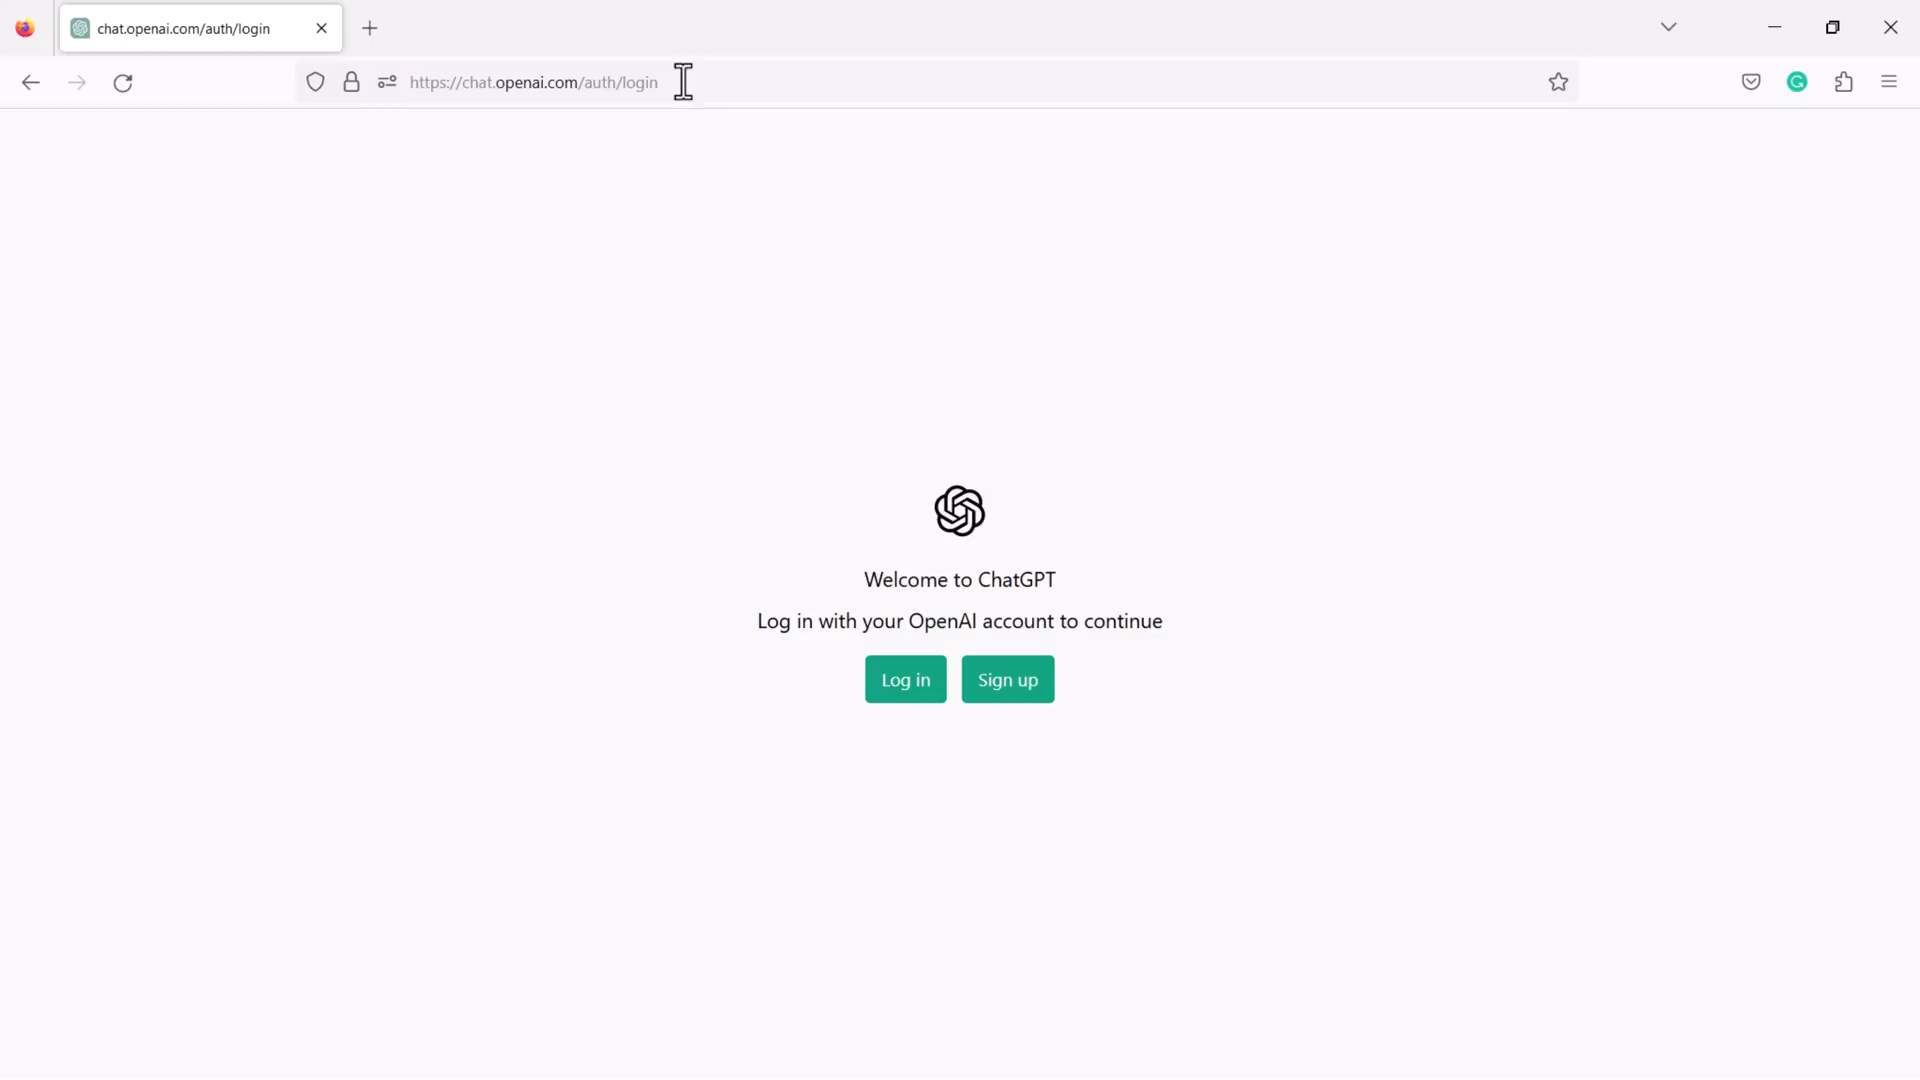 chat.openai.com/auth/login
https://chat.openai.com/auth/login
Welcome to ChatGPT
Log in with your OpenAI account to continue
Log in Sign up